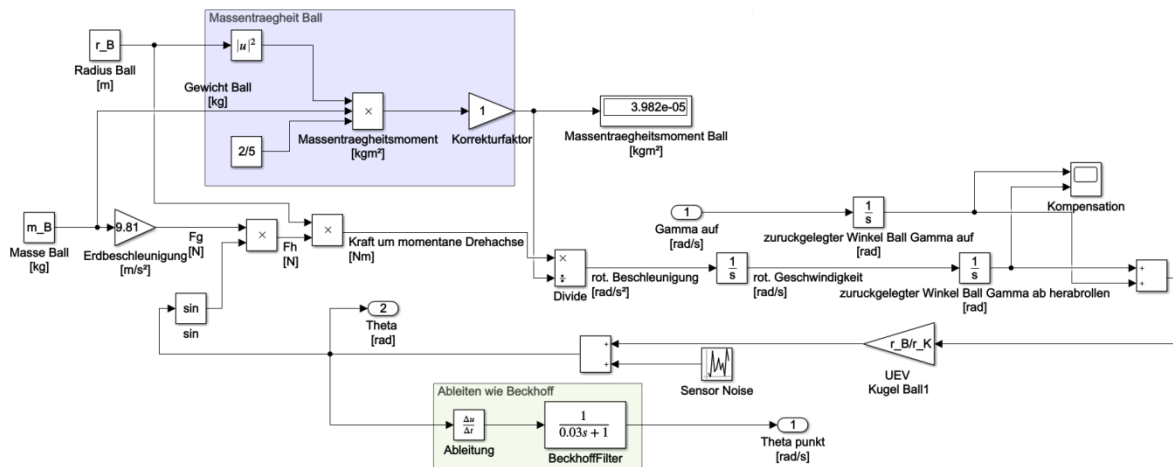 Massentraegheit Ball
r_B
Radius Ball
[m]
|u|²
Gewicht Ball
[kg]
×
Massentraegheitsmoment
[kgm²]
2/5
1
Korrekturfaktor
3.982e-05
Massentraegheitsmoment Ball
[kgm²]
m_B
Masse Ball
[kg]
9.81
Erdbeschleunigung
[m/s²]
Fg
[N]
×
Fh
[N]
×
Kraft um momentane Drehachse
[Nm]
sin
sin
×
÷
Divide
rot. Beschleunigung
[rad/s²]
1
s
rot. Geschwindigkeit
[rad/s]
1
Gamma auf
[rad/s]
1
s
zuruckgelegter Winkel Ball Gamma auf
[rad]
Kompensation
1
s
zuruckgelegter Winkel Ball Gamma ab herabrollen
[rad]
+
+
2
Theta
[rad]
+
+
Sensor Noise
r_B/r_K
UEV
Kugel Ball1
Ableiten wie Beckhoff
Δu
Δt
Ableitung
1
0.03s + 1
BeckhoffFilter
1
Theta punkt
[rad/s]